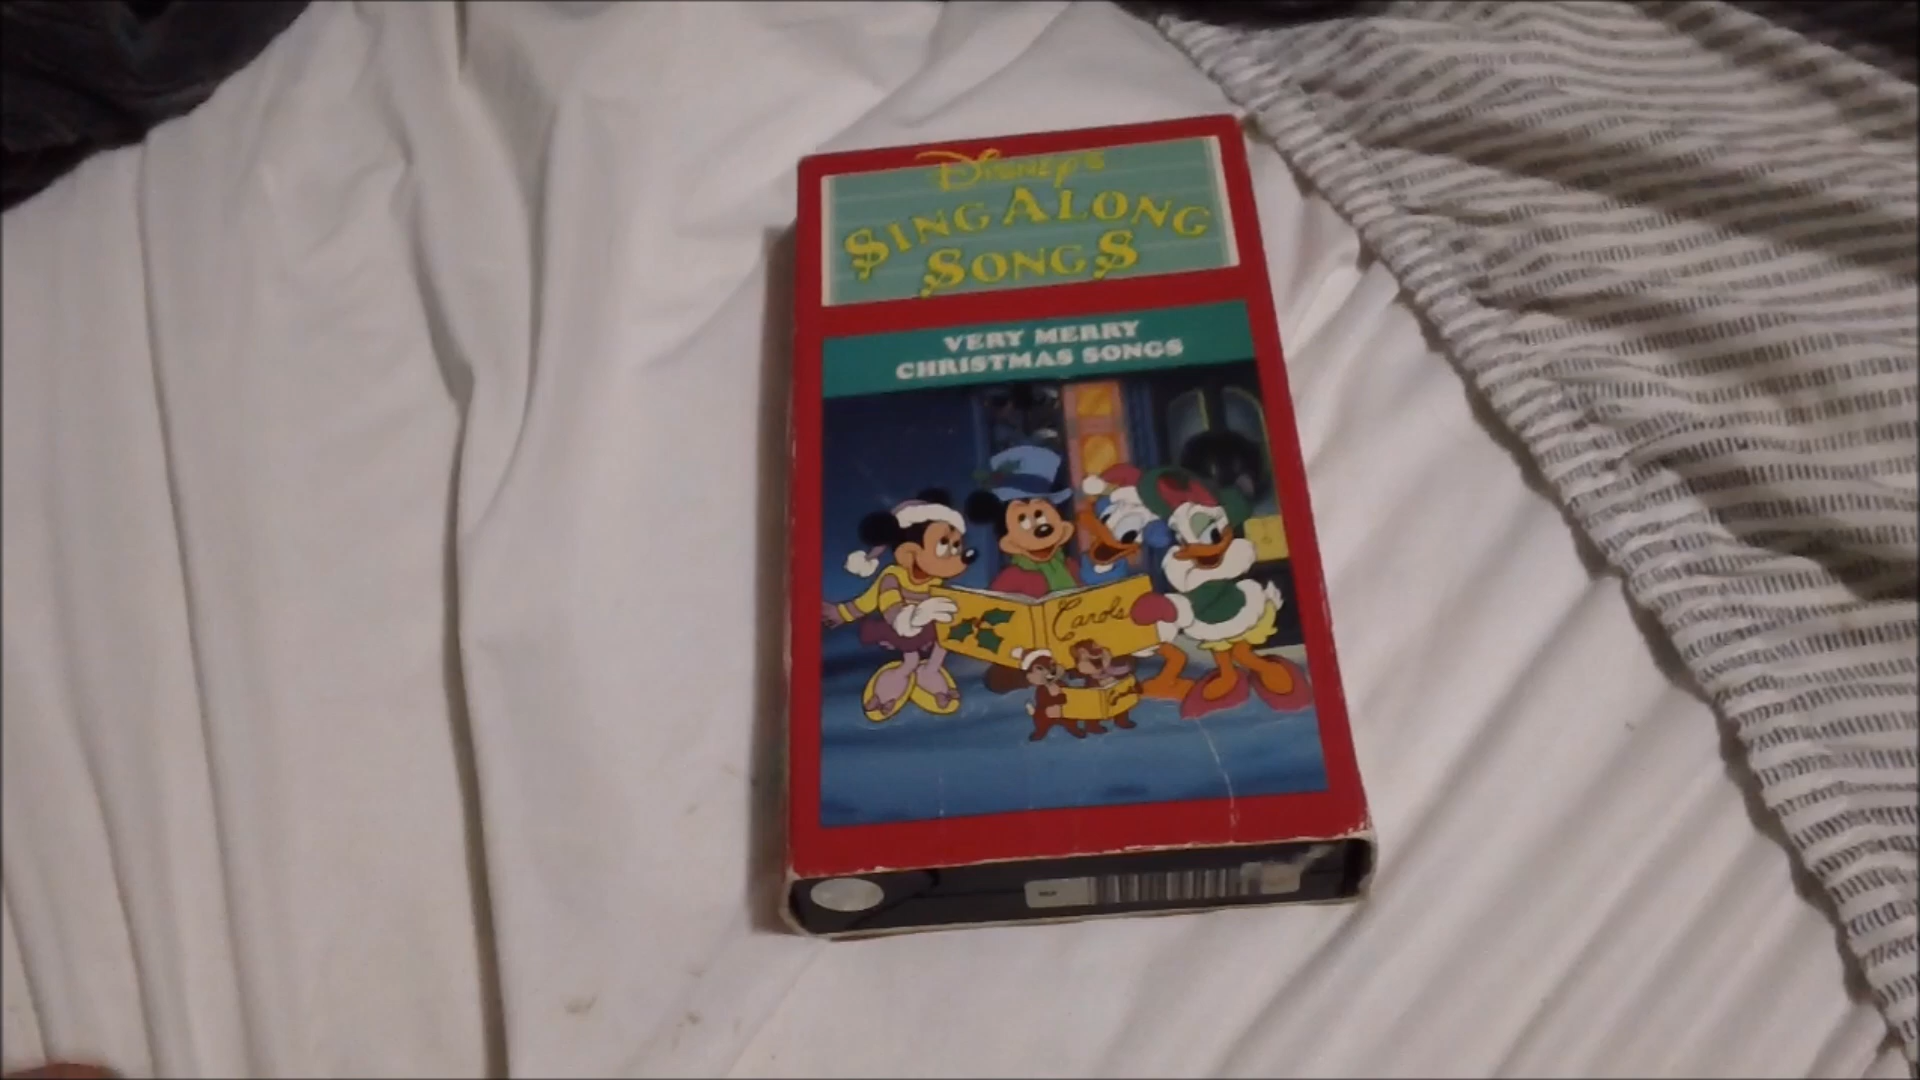 Disney's
SING ALONG
SONGS
VERY MERRY
CHRISTMAS SONGS
Carols